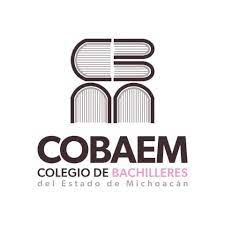 COBAEM
COLEGIO DE BACHILLERES
del Estado de Michoacán